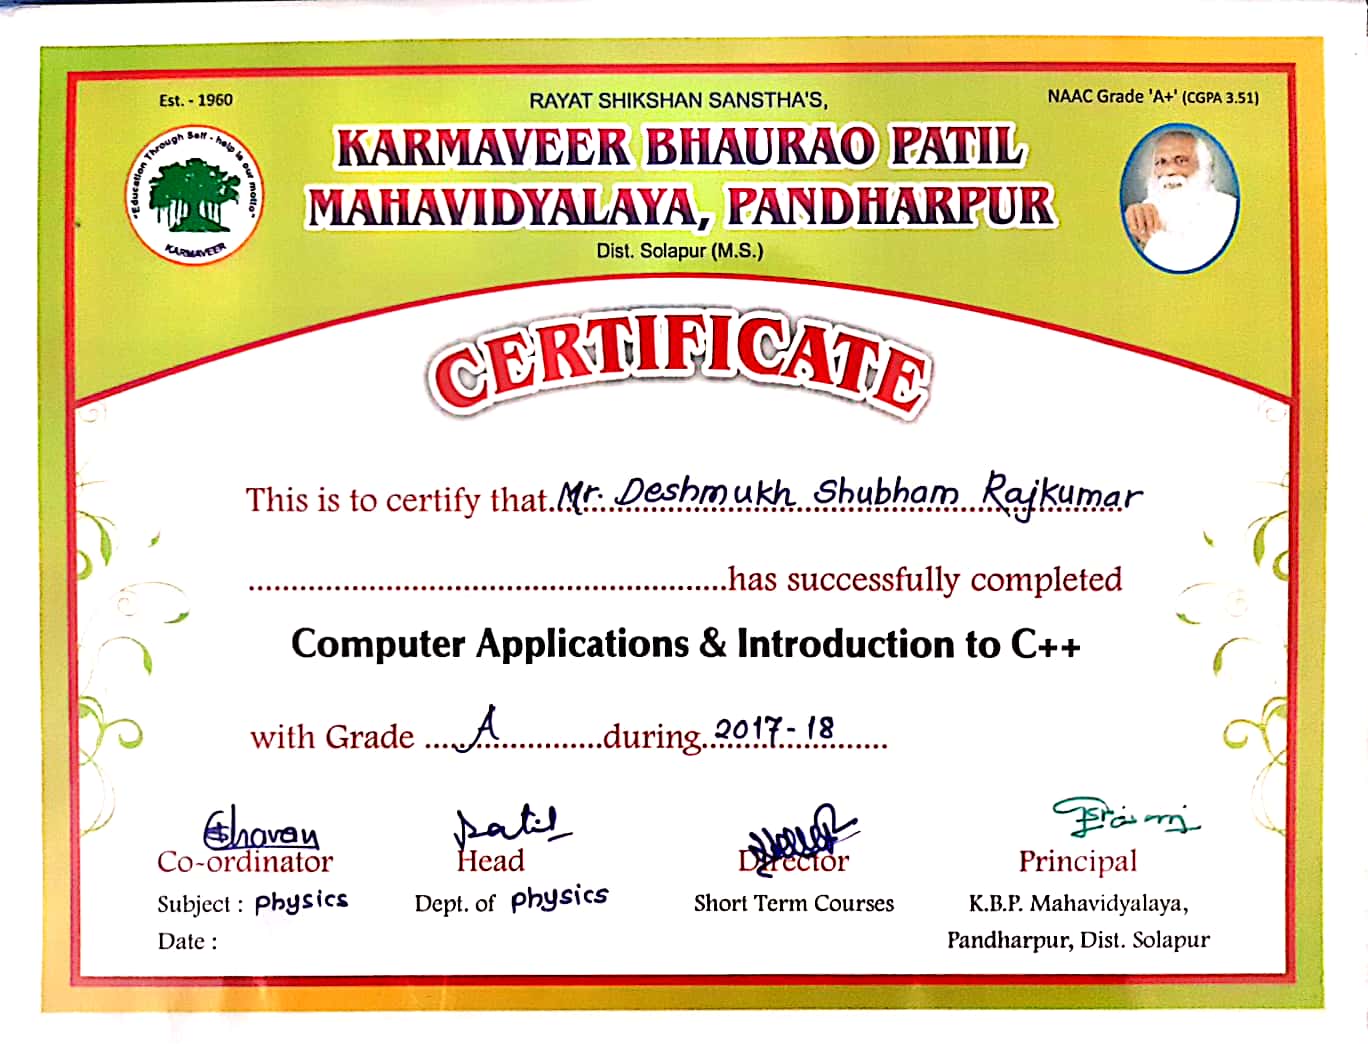 Est. - 1960
RAYAT SHIKSHAN SANSTHA'S,
NAAC Grade 'A+' (CGPA 3.51)
"Education Through Self - help is our motto"
KARMAVEER
KARMAVEER BHAURAO PATIL
MAHAVIDYALAYA, PANDHARPUR
Dist. Solapur (M.S.)
CERTIFICATE
This is to certify that Mr. Deshmukh Shubham Rajkumar
has successfully completed
Computer Applications & Introduction to C++
with Grade A during 2017-18
Chavan Patil
Co-ordinator Head Director Principal
Subject : physics Dept. of physics Short Term Courses K.B.P. Mahavidyalaya,
Date : Pandharpur, Dist. Solapur